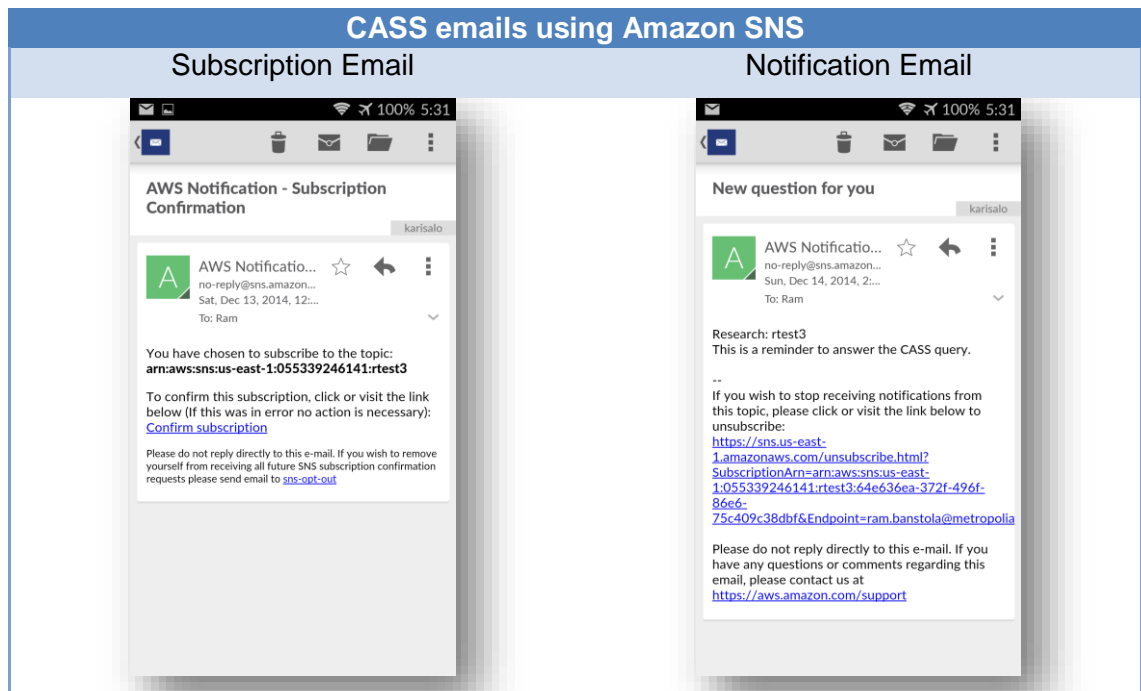 CASS emails using Amazon SNS
Subscription Email
100% 5:31
AWS Notification - Subscription
Confirmation
karisalo
A
AWS Notificatio...
no-reply@sns.amazon...
Sat, Dec 13, 2014, 12:...
To: Ram
You have chosen to subscribe to the topic:
arn:aws:sns:us-east-1:055339246141:rtest3
To confirm this subscription, click or visit the link
below (If this was in error no action is necessary):
Confirm subscription
Please do not reply directly to this e-mail. If you wish to remove
yourself from receiving all future SNS subscription confirmation
requests please send email to sns-opt-out
Notification Email
100% 5:31
New question for you
karisalo
A
AWS Notificatio...
no-reply@sns.amazon...
Sun, Dec 14, 2014, 2:...
To: Ram
Research: rtest3
This is a reminder to answer the CASS query.
--
If you wish to stop receiving notifications from
this topic, please click or visit the link below to
unsubscribe:
https://sns.us-east-
1.amazonaws.com/unsubscribe.html?
SubscriptionArn=arn:aws:sns:us-east-
1:055339246141:rtest3:64e636ea-372f-496f-
86e6-
75c409c38dbf&Endpoint=ram.banstola@metropolia
Please do not reply directly to this e-mail. If you
have any questions or comments regarding this
email, please contact us at
https://aws.amazon.com/support